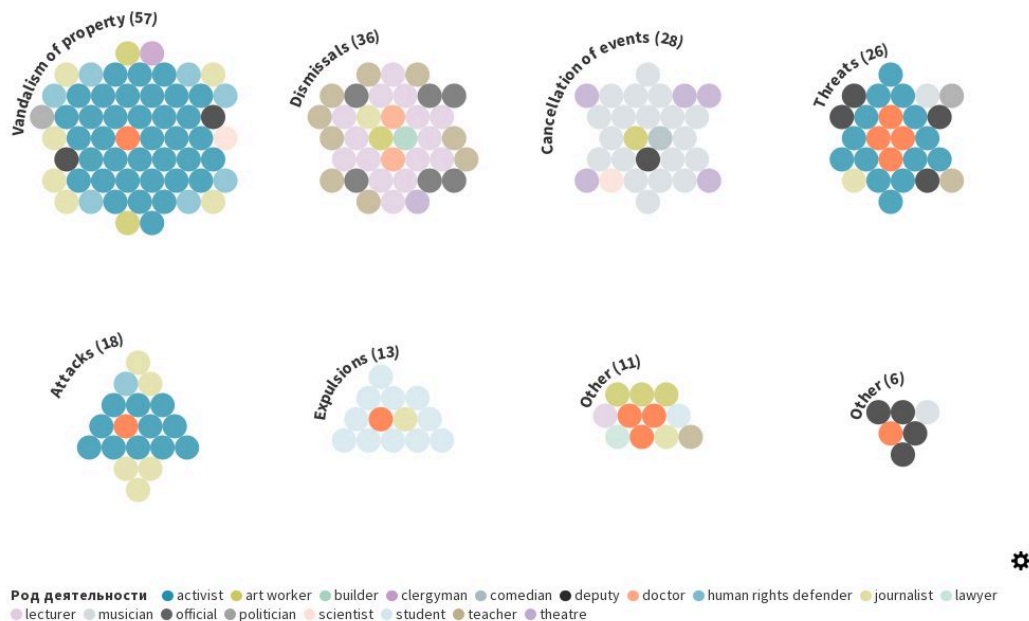 Vandalism of property (57)
Dismissals (36)
Cancellation of events (28)
Threats (26)
Attacks (18)
Expulsions (13)
Other (11)
Other (6)
Род деятельности activist art worker builder clergyman comedian deputy doctor human rights defender journalist lawyer
lecturer musician official politician scientist student teacher theatre